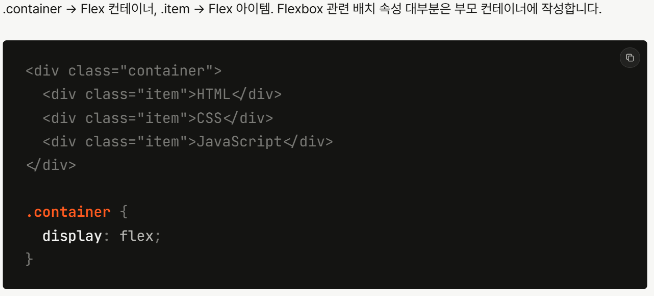 .container → Flex 컨테이너, .item → Flex 아이템. Flexbox 관련 배치 속성 대부분은 부모 컨테이너에 작성합니다.
<div class="container">
  <div class="item">HTML</div>
  <div class="item">CSS</div>
  <div class="item">JavaScript</div>
</div>
.container {
  display: flex;
}